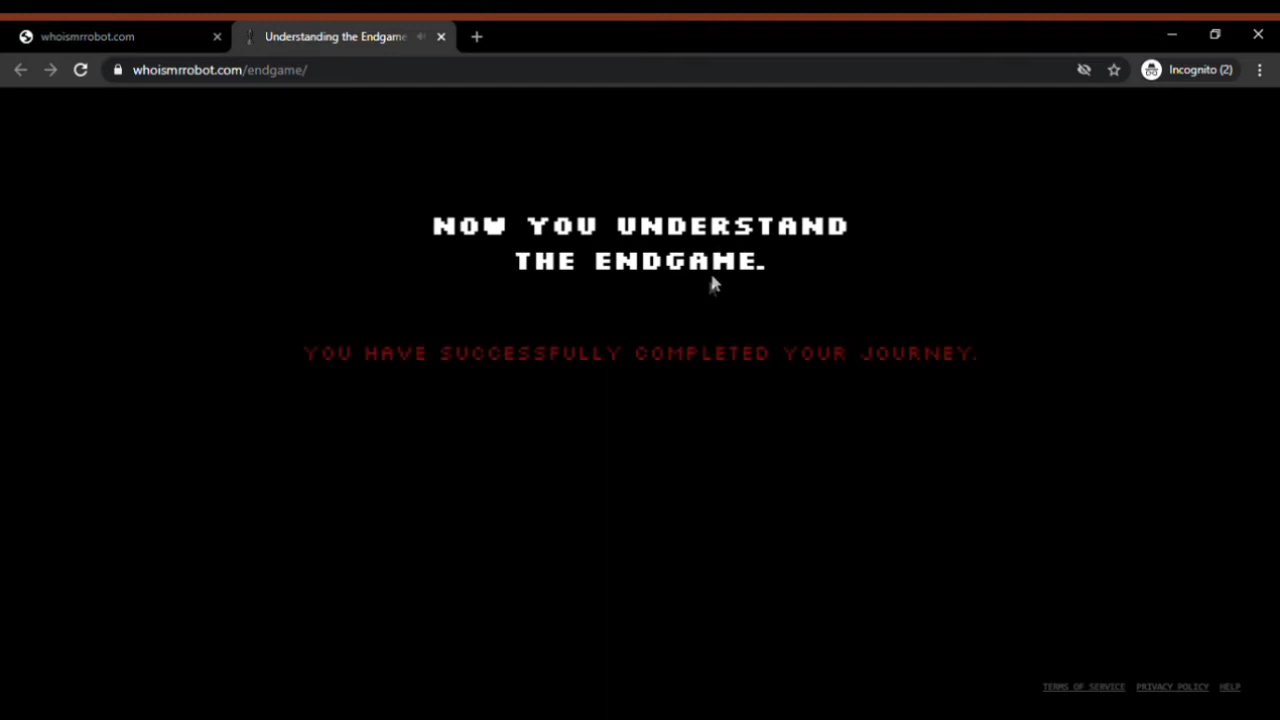 whoismrrobot.com
Understanding the Endgame
whoismrrobot.com/endgame/
Incognito (2)
NOW YOU UNDERSTAND
THE ENDGAME.
YOU HAVE SUCCESSFULLY COMPLETED YOUR JOURNEY.
TERMS OF SERVICE PRIVACY POLICY HELP